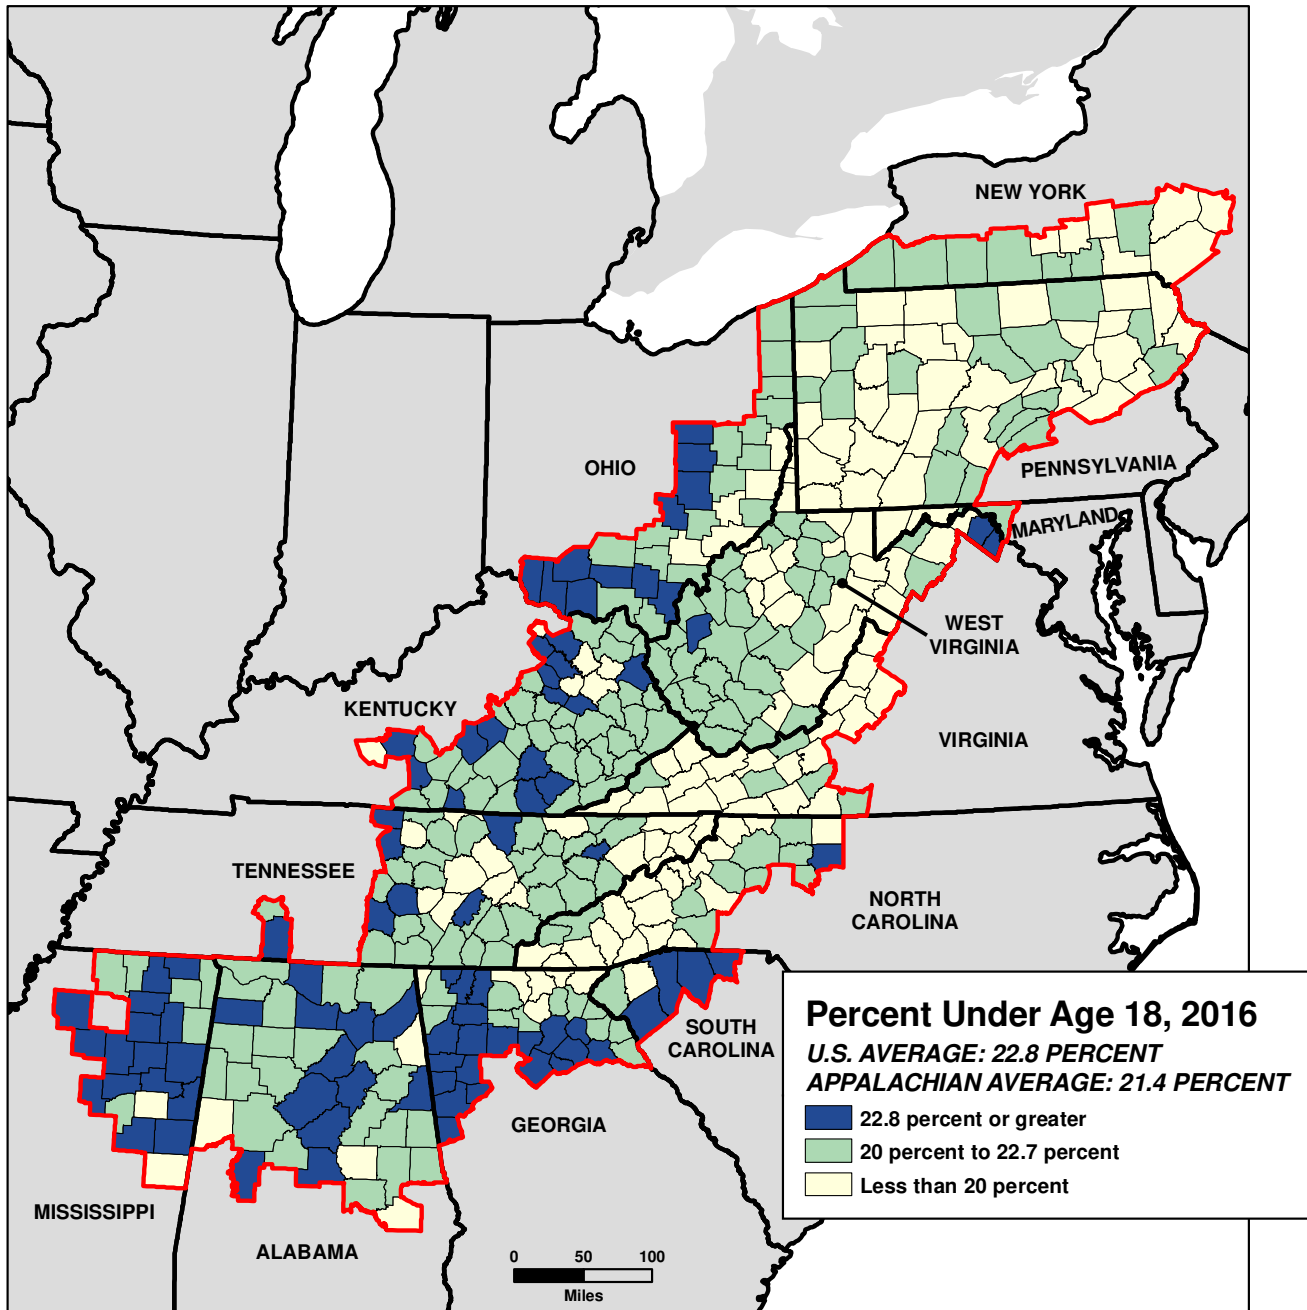 NEW YORK
OHIO
PENNSYLVANIA
MARYLAND
WEST
VIRGINIA
KENTUCKY
VIRGINIA
TENNESSEE
NORTH
CAROLINA
SOUTH
CAROLINA
GEORGIA
MISSISSIPPI
ALABAMA
Percent Under Age 18, 2016
U.S. AVERAGE: 22.8 PERCENT
APPALACHIAN AVERAGE: 21.4 PERCENT
22.8 percent or greater
20 percent to 22.7 percent
Less than 20 percent
0 50 100
Miles